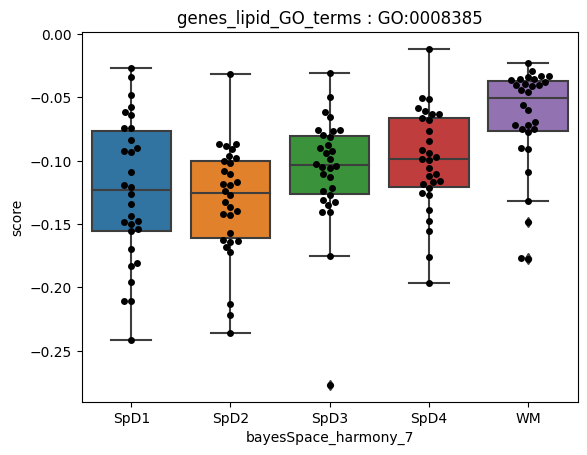 genes_lipid_GO_terms : GO:0008385
0.00
−0.05
−0.10
−0.15
−0.20
−0.25
score
SpD1 SpD2 SpD3 SpD4 WM
bayesSpace_harmony_7